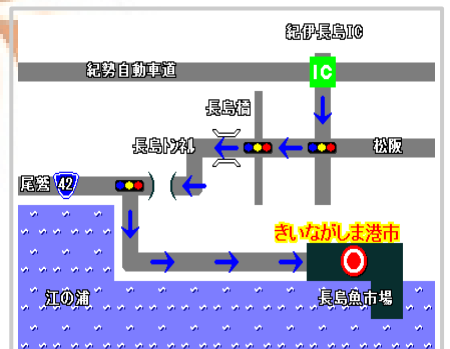 紀伊長島IC
紀勢自動車道
IC
長島橋
長島トンネル
松阪
尾鷲 42
きいながしま港市
江の浦
長島魚市場